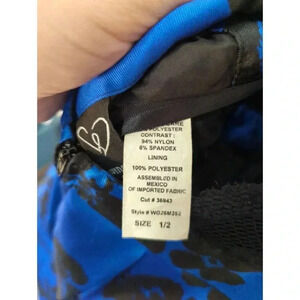 POLYESTER
CONTRAST :
94% NYLON
6% SPANDEX
LINING
100% POLYESTER
ASSEMBLED IN
MEXICO
OF IMPORTED FABRIC
Cut # 36943
Style #
SIZE 1/2